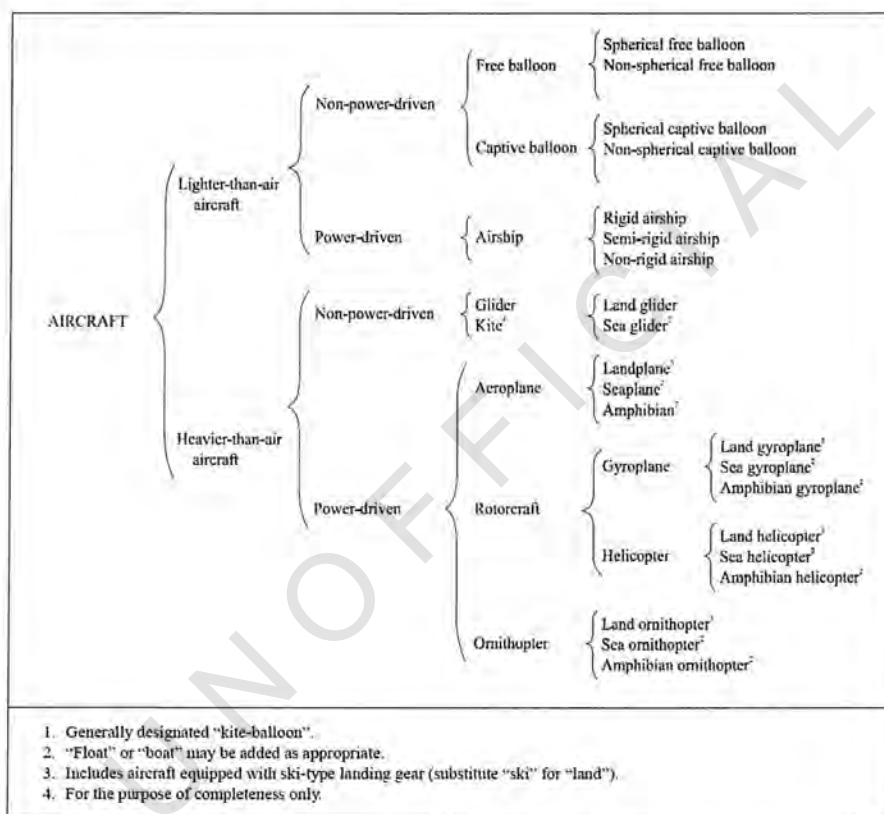 Spherical free balloon
Free balloon
Non-spherical free balloon
Non-power-driven
Spherical captive balloon
Captive balloon
Non-spherical captive balloon
Lighter-than-air
aircraft
Rigid airship
Power-driven
Airship
Semi-rigid airship
Non-rigid airship
AIRCRAFT
Non-power-driven
Glider
Kite⁴
Land glider
Sea glider²
Landplane³
Aeroplane
Seaplane²
Amphibian²
Heavier-than-air
aircraft
Land gyroplane³
Gyroplane
Sea gyroplane²
Amphibian gyroplane²
Power-driven
Rotorcraft
Land helicopter³
Helicopter
Sea helicopter²
Amphibian helicopter²
Land ornithopter³
Ornithopter
Sea ornithopter²
Amphibian ornithopter²
1. Generally designated “kite-balloon”.
2. “Float” or “boat” may be added as appropriate.
3. Includes aircraft equipped with ski-type landing gear (substitute “ski” for “land”).
4. For the purpose of completeness only.
UNOFFICIAL